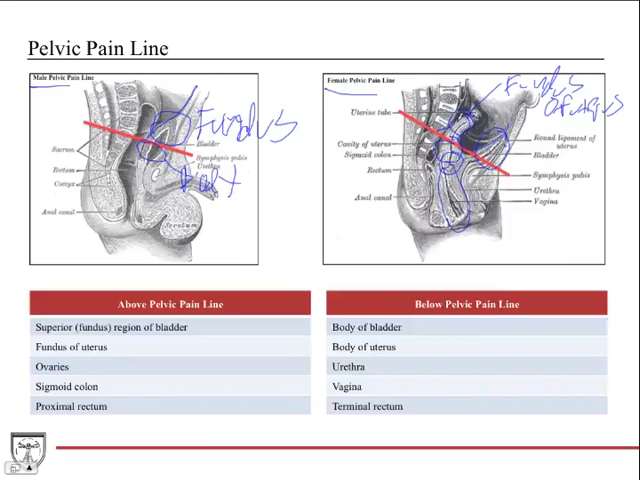 Pelvic Pain Line
Male Pelvic Pain Line
Fundus
Sacrum
Rectum
Coccyx
Anal canal
Bladder
Symphysis pubis
Urethra
Scrotum
Female Pelvic Pain Line
Fundus
of
Uterine tube
Cavity of uterus
Sigmoid colon
Rectum
Anal canal
Round ligament of
uterus
Bladder
Symphysis pubis
Urethra
Vagina
Above Pelvic Pain Line
Superior (fundus) region of bladder
Fundus of uterus
Ovaries
Sigmoid colon
Proximal rectum
Below Pelvic Pain Line
Body of bladder
Body of uterus
Urethra
Vagina
Terminal rectum